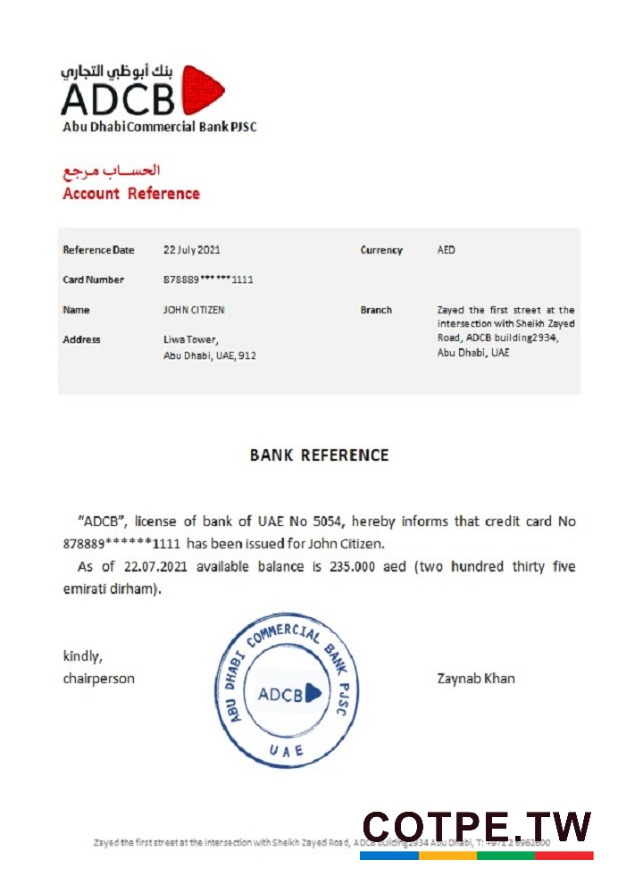 بنك أبوظبي التجاري
ADCB
Abu Dhabi Commercial Bank PJSC
الحساب مرجع
Account Reference
Reference Date 22 July 2021 Currency AED
Card Number 878889******1111
Name JOHN CITIZEN Branch Zayed the first street at the
intersection with Sheikh Zayed
Address Liwa Tower, Road, ADCB building2934,
Abu Dhabi, UAE, 912 Abu Dhabi, UAE
BANK REFERENCE
"ADCB", license of bank of UAE No 5054, hereby informs that credit card No
878889******1111 has been issued for John Citizen.
As of 22.07.2021 available balance is 235.000 aed (two hundred thirty five
emirati dirham).
kindly,
chairperson Zaynab Khan
ABU DHABI COMMERCIAL BANK PJSC
ADCB
UAE
COTPE.TW
Zayed the first street at the intersection with Sheikh Zayed Road, ADCB building2934 Abu Dhabi, T: +971 2 6962600